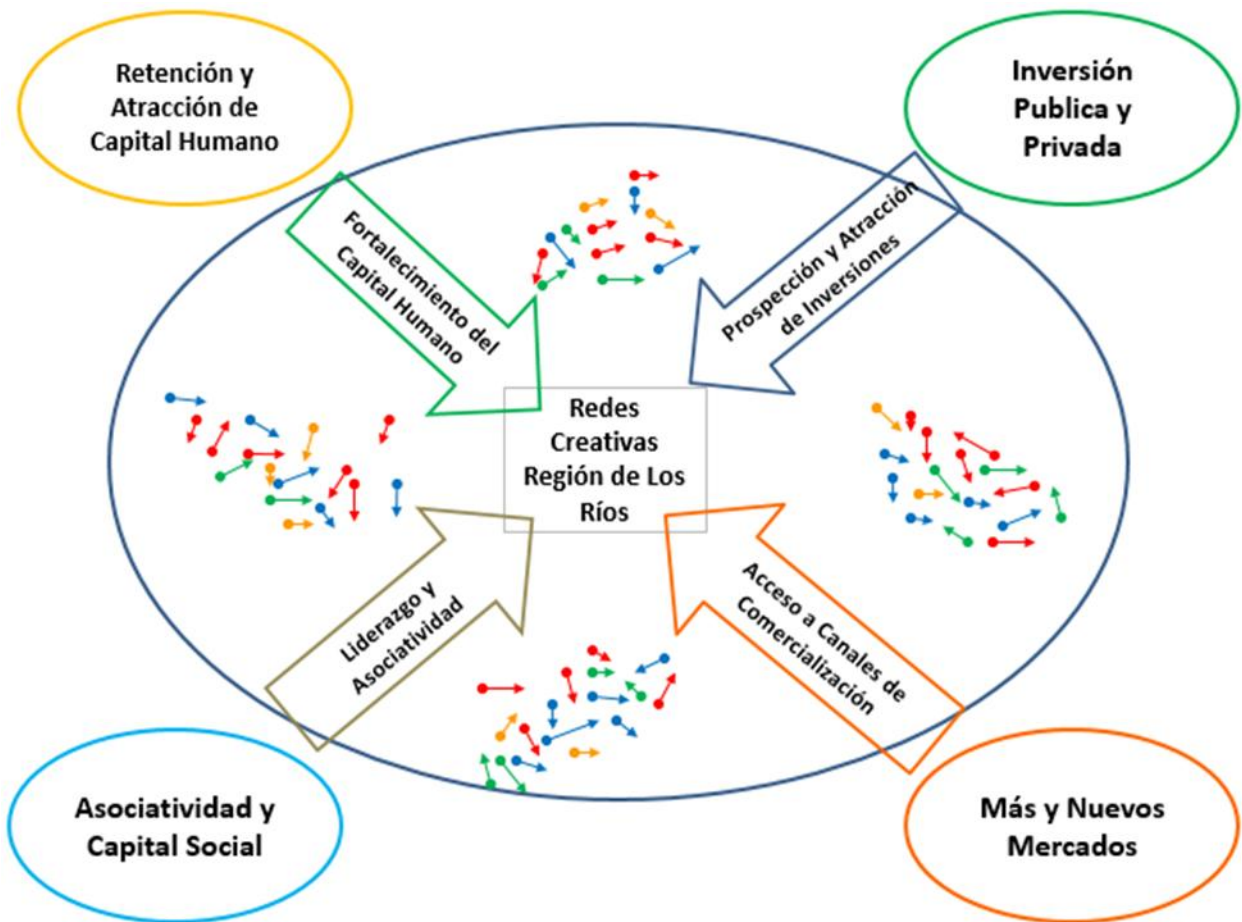 Retención y
Atracción de
Capital Humano
Inversión
Publica y
Privada
Fortalecimiento del
Capital Humano
Prospección y Atracción
de Inversiones
Redes
Creativas
Región de Los
Ríos
Liderazgo y
Asociatividad
Acceso a Canales de
Comercialización
Asociatividad y
Capital Social
Más y Nuevos
Mercados